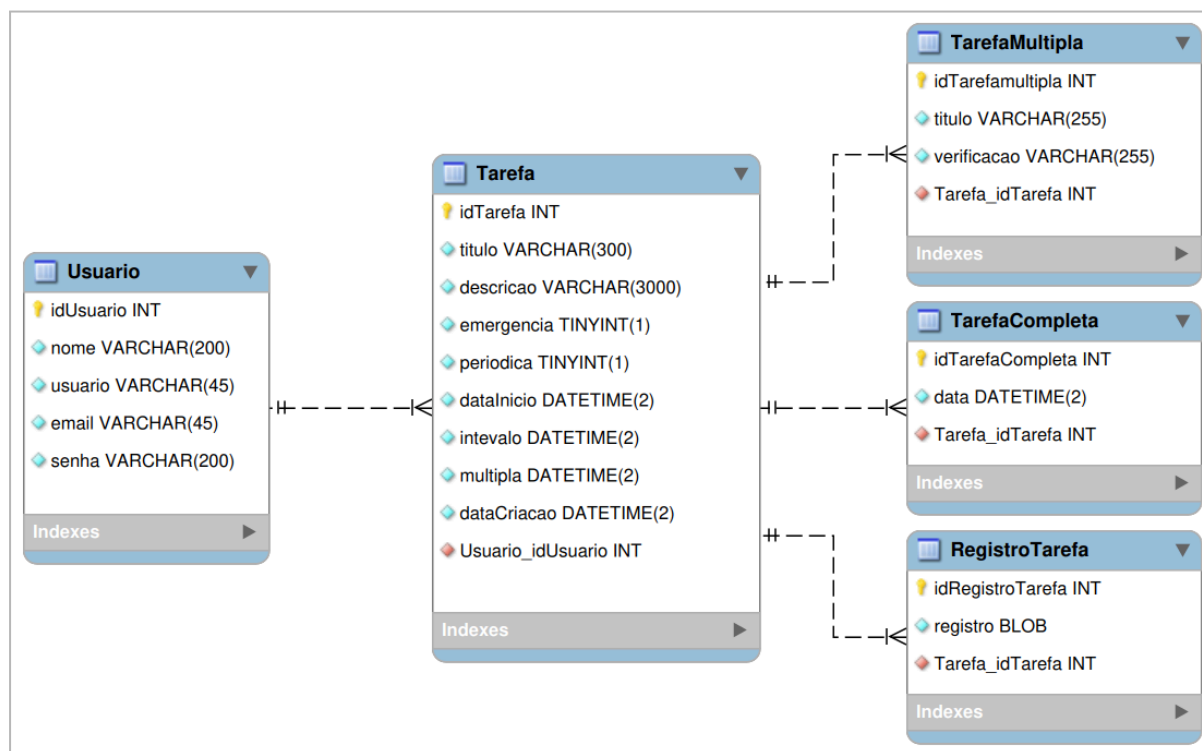 Usuario
idUsuario INT
nome VARCHAR(200)
usuario VARCHAR(45)
email VARCHAR(45)
senha VARCHAR(200)
Indexes
Tarefa
idTarefa INT
titulo VARCHAR(300)
descricao VARCHAR(3000)
emergencia TINYINT(1)
periodica TINYINT(1)
dataInicio DATETIME(2)
intevalo DATETIME(2)
multipla DATETIME(2)
dataCriacao DATETIME(2)
Usuario_idUsuario INT
Indexes
TarefaMultipla
idTarefamultipla INT
titulo VARCHAR(255)
verificacao VARCHAR(255)
Tarefa_idTarefa INT
Indexes
TarefaCompleta
idTarefaCompleta INT
data DATETIME(2)
Tarefa_idTarefa INT
Indexes
RegistroTarefa
idRegistroTarefa INT
registro BLOB
Tarefa_idTarefa INT
Indexes